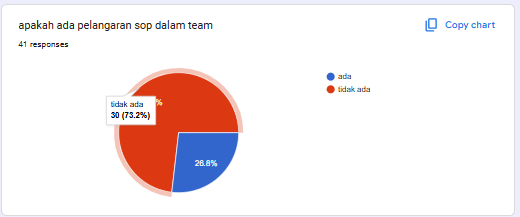 apakah ada pelangaran sop dalam team
Copy chart
41 responses
ada
tidak ada
tidak ada
30 (73.2%)
%
26.8%